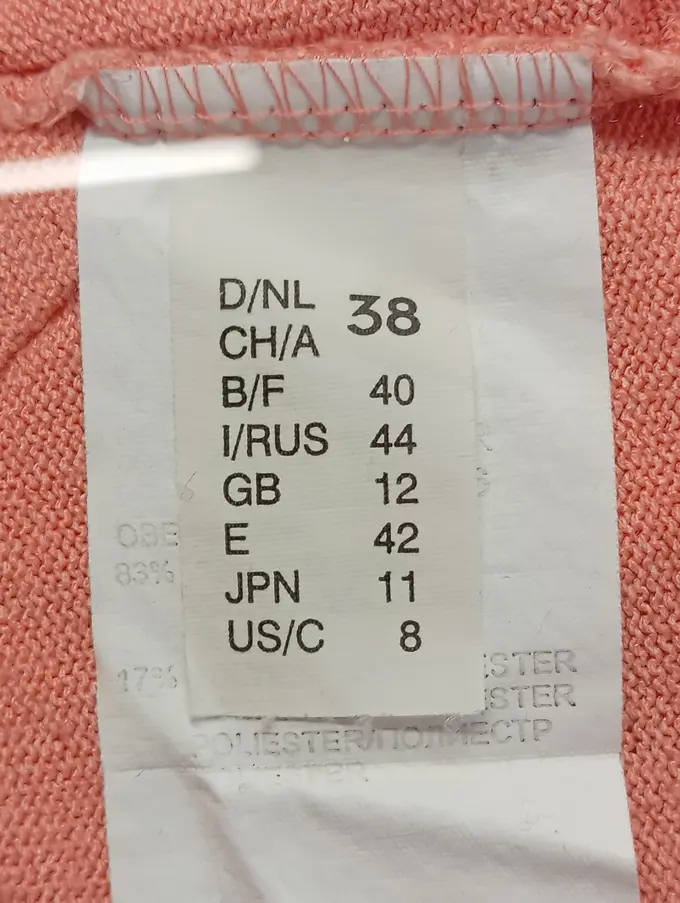 D/NL 38
CH/A
B/F 40
I/RUS 44
GB 12
E 42
JPN 11
US/C 8
OBE
83%
17% ESTER
ESTER
POLIESTER/ПОЛИЕСТР